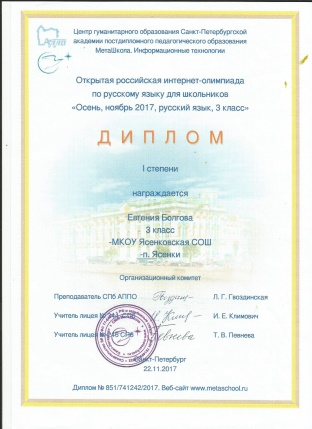 Центр гуманитарного образования Санкт-Петербургской
академии постдипломного педагогического образования
МетаШкола. Информационные технологии
Открытая российская интернет-олимпиада
по русскому языку для школьников
«Осень, ноябрь 2017, русский язык, 3 класс»
ДИПЛОМ
I степени
награждается
Евгения Болгова
3 класс
-МКОУ Ясенковская СОШ
-п. Ясенки
Организационный комитет
Преподаватель СПб АППО Л. Г. Гвоздинская
Учитель лицея № СПб И. Е. Климович
Учитель лицея СПб Т. В. Певнева
Санкт-Петербург
22.11.2017
Диплом № 851/741242/2017. Веб-сайт www.metaschool.ru